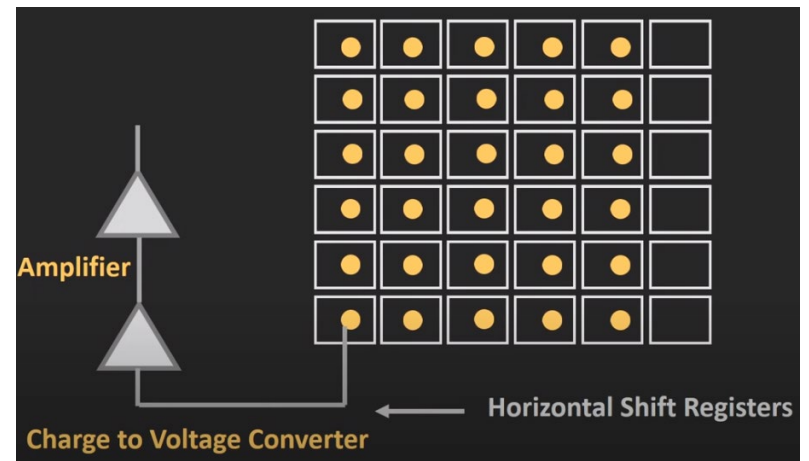 Amplifier
Horizontal Shift Registers
Charge to Voltage Converter